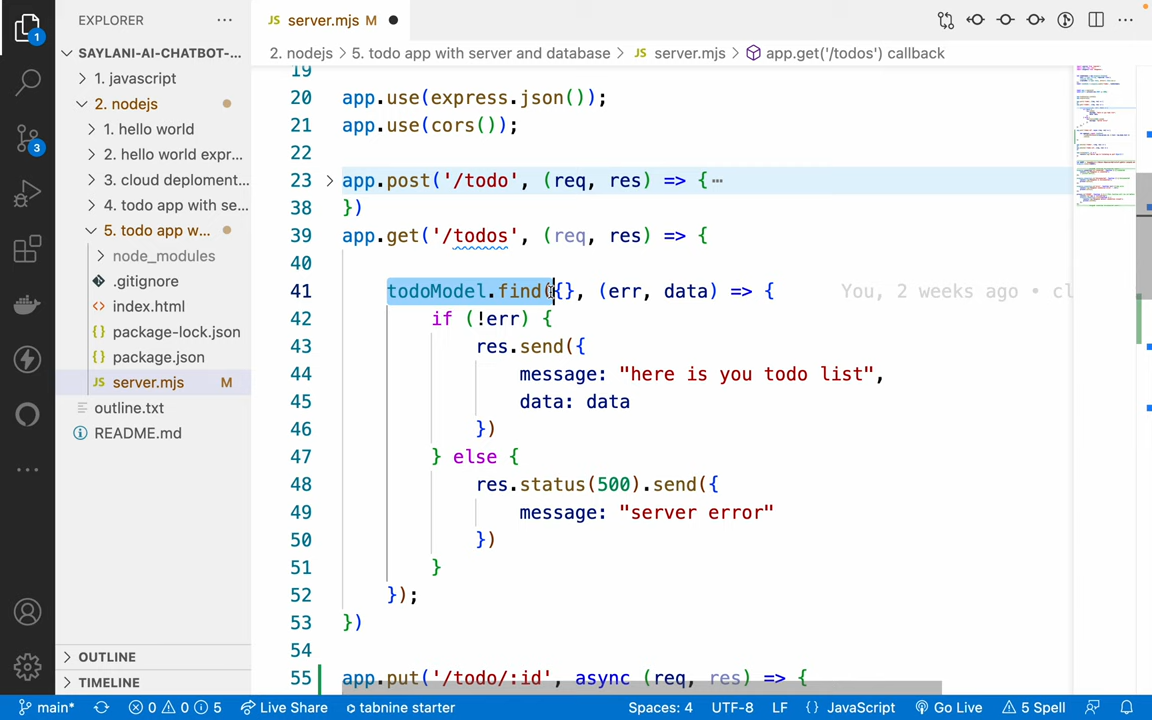 EXPLORER
SAYLANI-AI-CHATBOT-...
1. javascript
2. nodejs
1. hello world
2. hello world expr...
3. cloud deploment...
4. todo app with se...
5. todo app w...
node_modules
.gitignore
index.html
package-lock.json
package.json
server.mjs M
outline.txt
README.md
OUTLINE
TIMELINE
1
3
JS server.mjs M
2. nodejs > 5. todo app with server and database > JS server.mjs > app.get('/todos') callback
19
20 app.use(express.json());
21 app.use(cors());
22
23 app.post('/todo', (req, res) => {
38 })
39 app.get('/todos', (req, res) => {
40
41 todoModel.find({}, (err, data) => { You, 2 weeks ago • cl
42 if (!err) {
43 res.send({
44 message: "here is you todo list",
45 data: data
46 })
47 } else {
48 res.status(500).send({
49 message: "server error"
50 })
51 }
52 });
53 })
54
55 app.put('/todo/:id', async (req, res) => {
main* 0 0 5 Live Share tabnine starter Spaces: 4 UTF-8 LF {} JavaScript Go Live 5 Spell